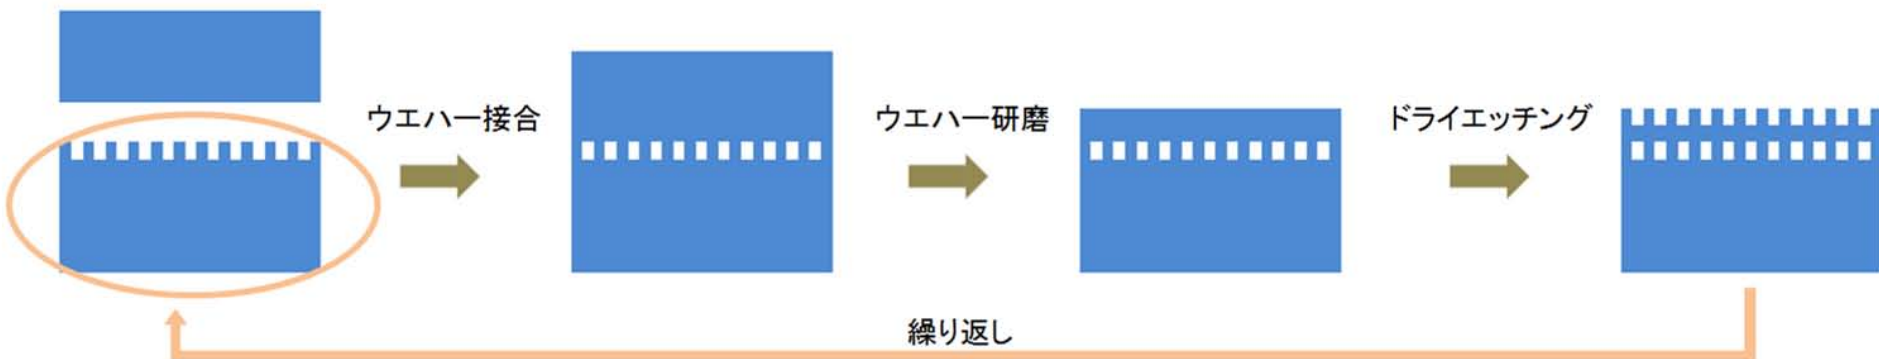 ウエハー接合
ウエハー研磨
ドライエッチング
繰り返し